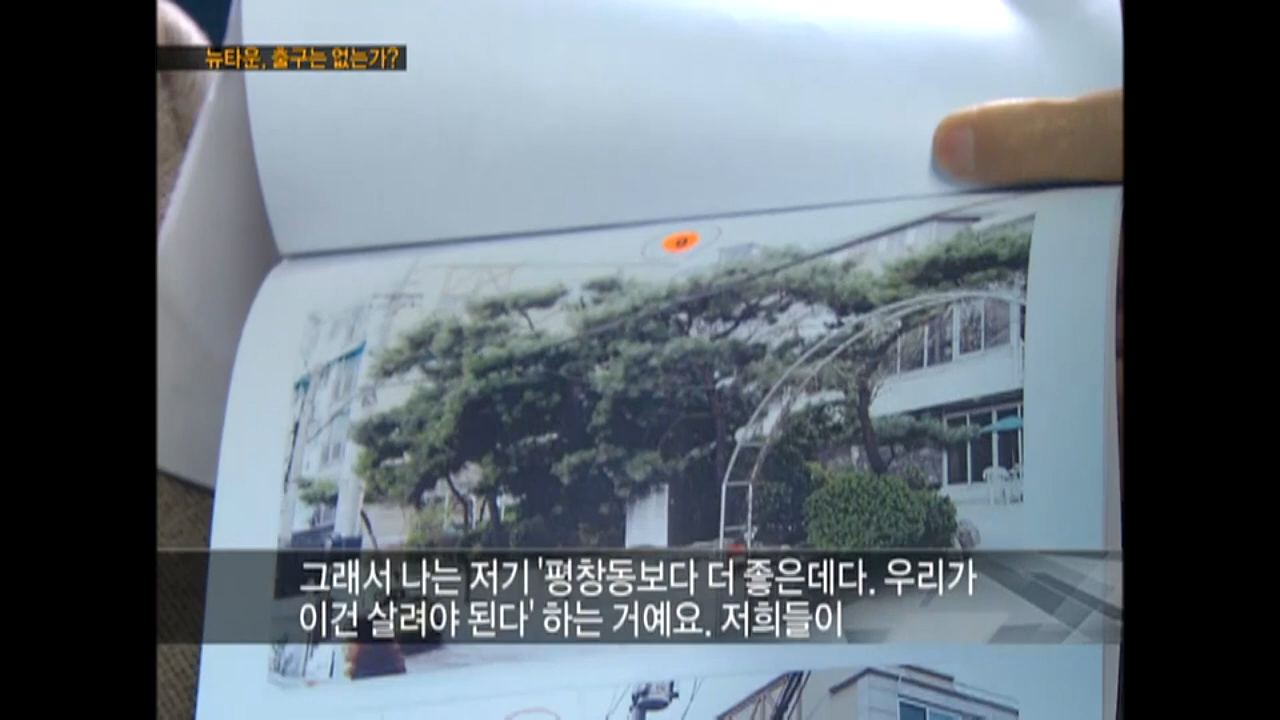 뉴타운, 출구는 없는가?
그래서 나는 저기 '평창동보다 더 좋은데다. 우리가
이건 살려야 된다' 하는 거예요. 저희들이